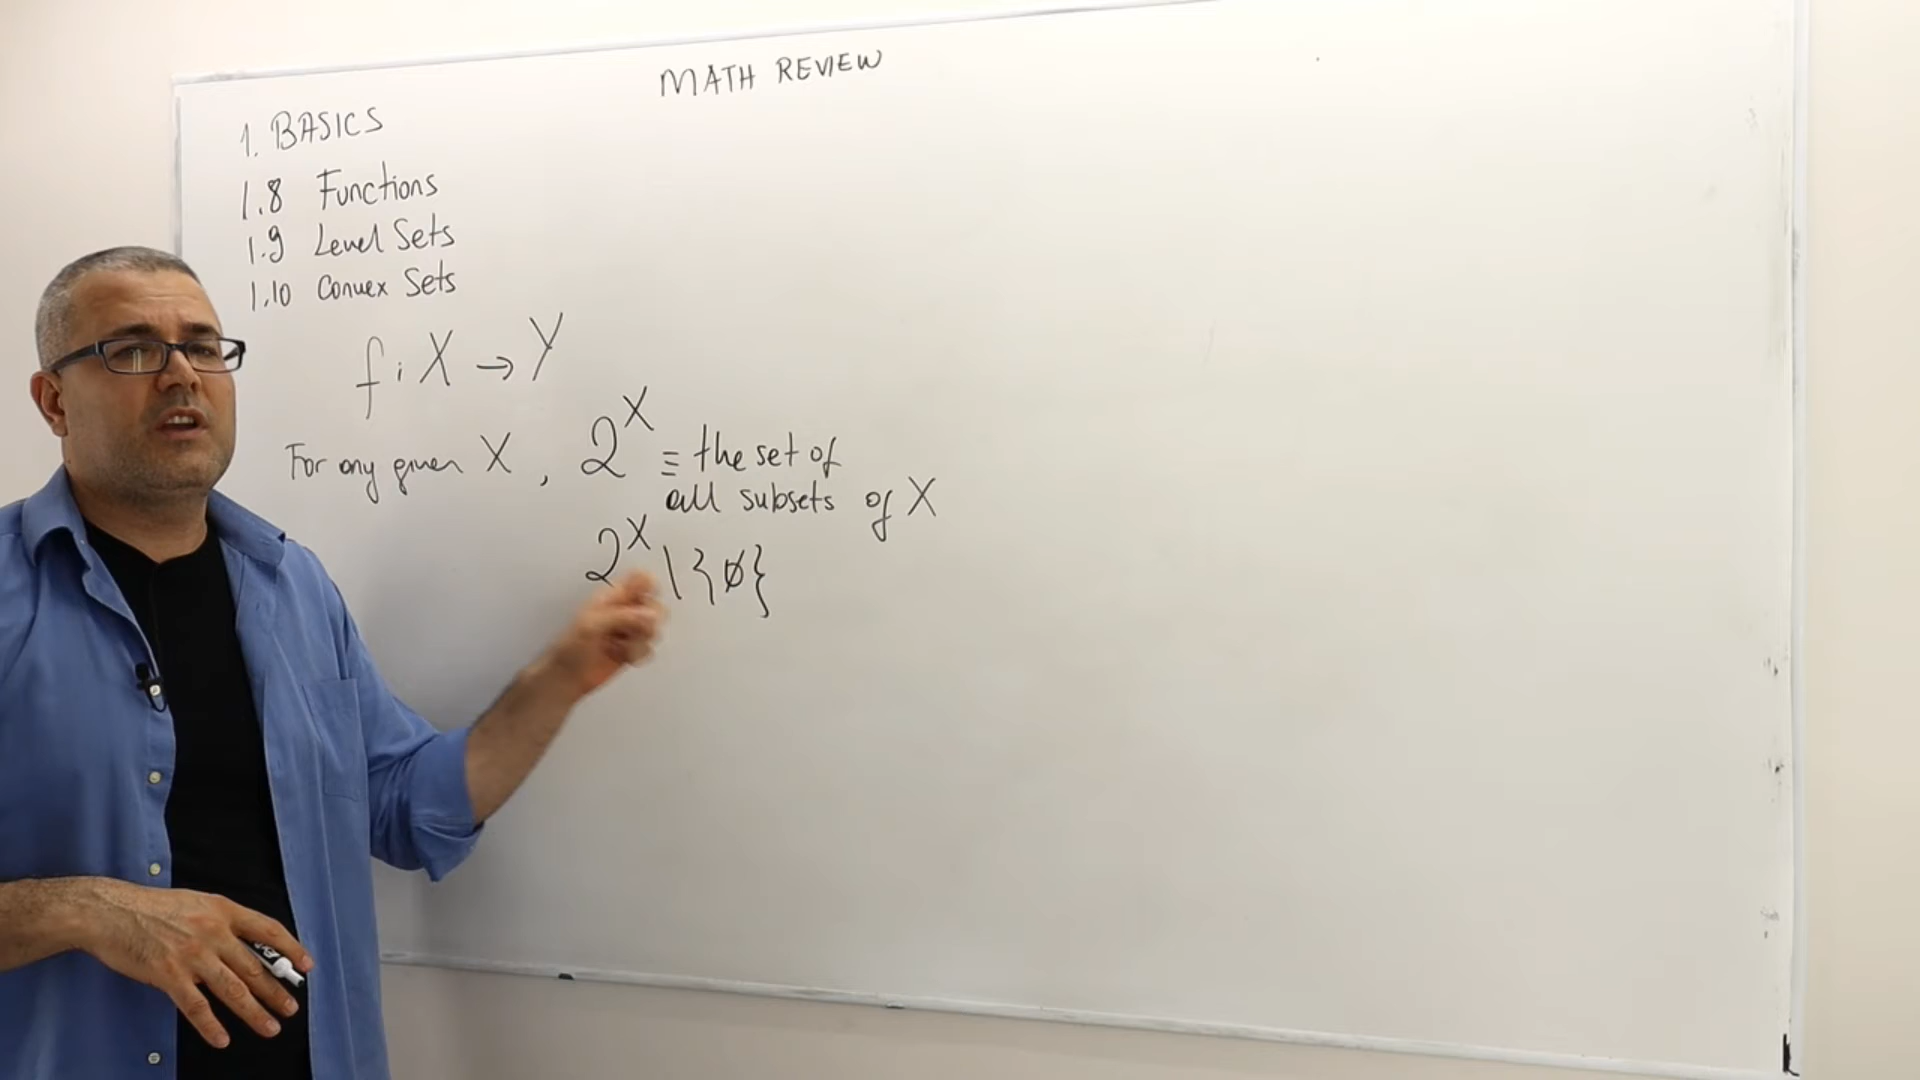 MATH REVIEW
1. BASICS
1.8 Functions
1.9 Level Sets
1.10 Convex Sets
f : X → Y
For any given X , 2^X ≡ the set of
all subsets of X
2^X \ {∅}